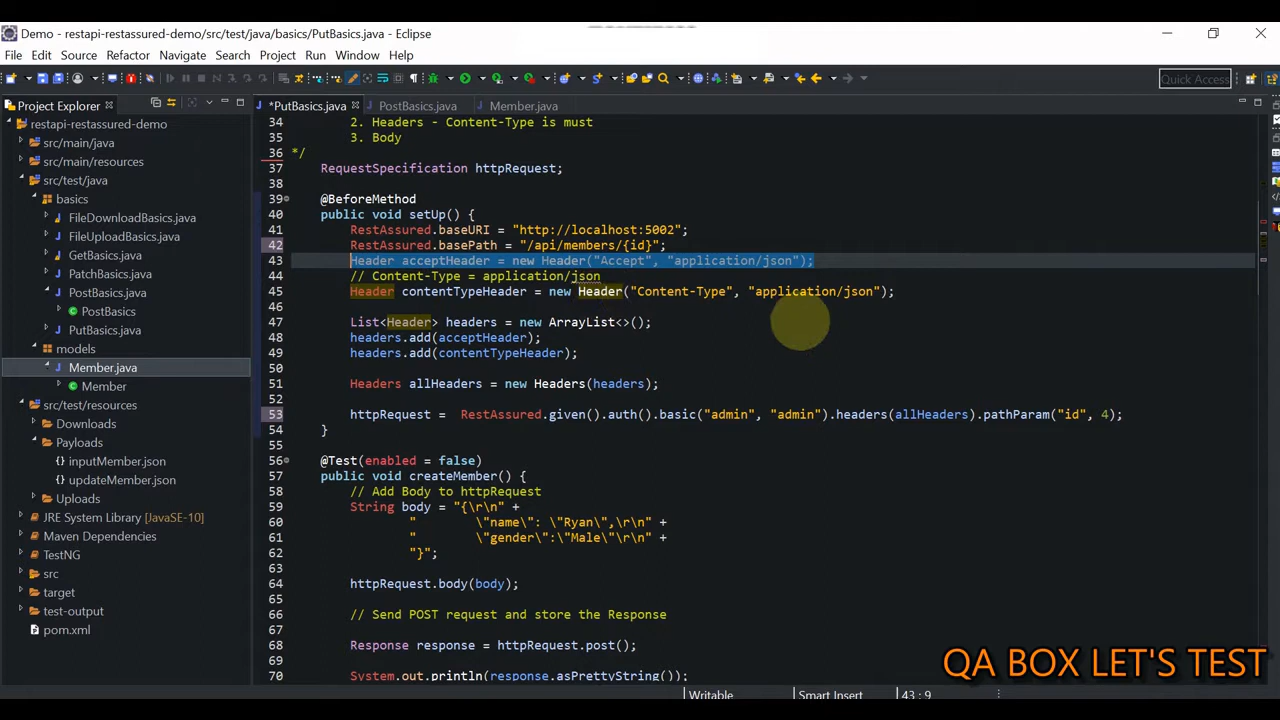 Demo - restapi-restassured-demo/src/test/java/basics/PutBasics.java - Eclipse
File Edit Source Refactor Navigate Search Project Run Window Help
Quick Access
Project Explorer
restapi-restassured-demo
src/main/java
src/main/resources
src/test/java
basics
FileDownloadBasics.java
FileUploadBasics.java
GetBasics.java
PatchBasics.java
PostBasics.java
PostBasics
PutBasics.java
models
Member.java
Member
src/test/resources
Downloads
Payloads
inputMember.json
updateMember.json
Uploads
JRE System Library [JavaSE-10]
Maven Dependencies
TestNG
src
target
test-output
pom.xml
*PutBasics.java PostBasics.java Member.java
34 2. Headers - Content-Type is must
35 3. Body
36 */
37 RequestSpecification httpRequest;
38
39 @BeforeMethod
40 public void setUp() {
41 RestAssured.baseURI = "http://localhost:5002";
42 RestAssured.basePath = "/api/members/{id}";
43 Header acceptHeader = new Header("Accept", "application/json");
44 // Content-Type = application/json
45 Header contentTypeHeader = new Header("Content-Type", "application/json");
46
47 List<Header> headers = new ArrayList<>();
48 headers.add(acceptHeader);
49 headers.add(contentTypeHeader);
50
51 Headers allHeaders = new Headers(headers);
52
53 httpRequest = RestAssured.given().auth().basic("admin", "admin").headers(allHeaders).pathParam("id", 4);
54 }
55
56 @Test(enabled = false)
57 public void createMember() {
58 // Add Body to httpRequest
59 String body = "{\r\n" +
60 " \"name\": \"Ryan\",\r\n" +
61 " \"gender\":\"Male\"\r\n" +
62 "}";
63
64 httpRequest.body(body);
65
66 // Send POST request and store the Response
67
68 Response response = httpRequest.post();
69
70 System.out.println(response.asPrettyString());
QA BOX LET'S TEST
Writable Smart Insert 43 : 9